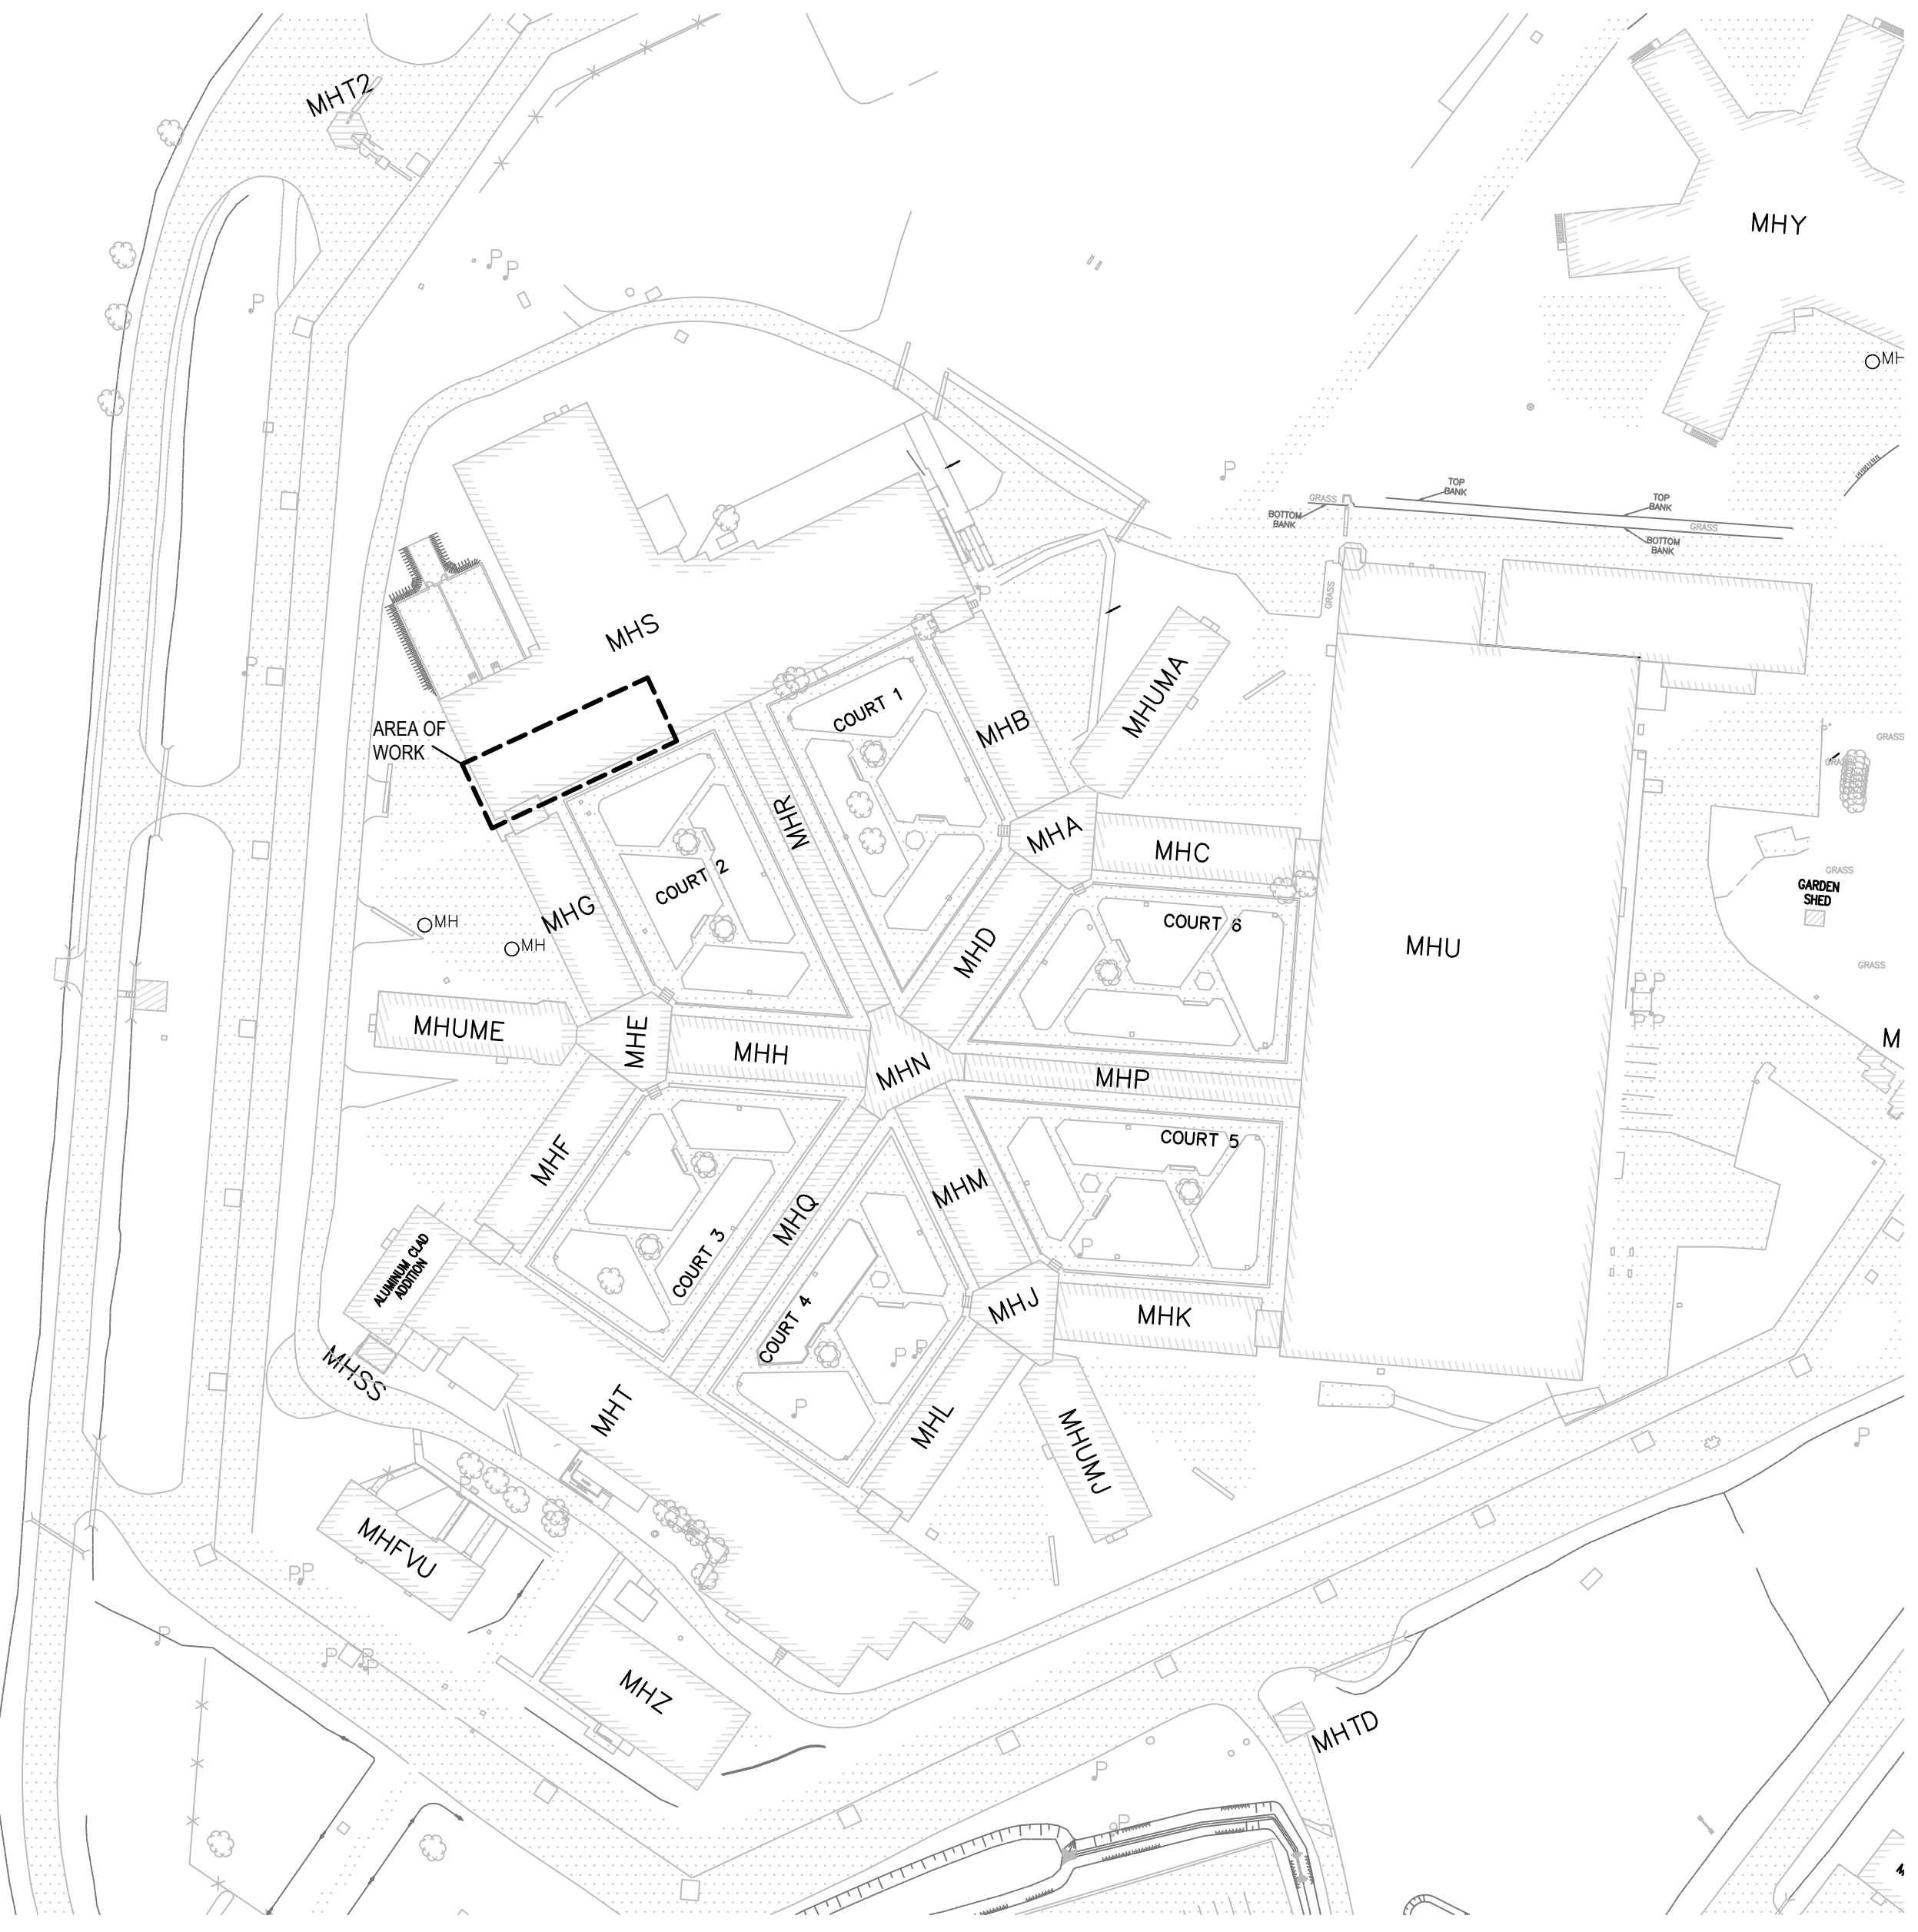 MHT2
MHY
MH
TOP
BANK
TOP
BANK
GRASS
GRASS
BOTTOM
BANK
BOTTOM
BANK
GRASS
MHS
MHUMA
COURT 1
MHB
AREA OF
WORK
GRASS
GRASS
MHR
MHA
MHC
COURT 2
GRASS
GARDEN
SHED
MHG
MH
MH
COURT 6
MHD
MHU
GRASS
MHUME
MHE
MHH
MHN
MHP
M
MHF
COURT 5
MHM
MHQ
COURT 3
ALUMINUM CLAD
ADDITION
COURT 4
MHJ
MHK
MHSS
MHT
MHL
MHUMJ
MHFVU
MHZ
MHTD